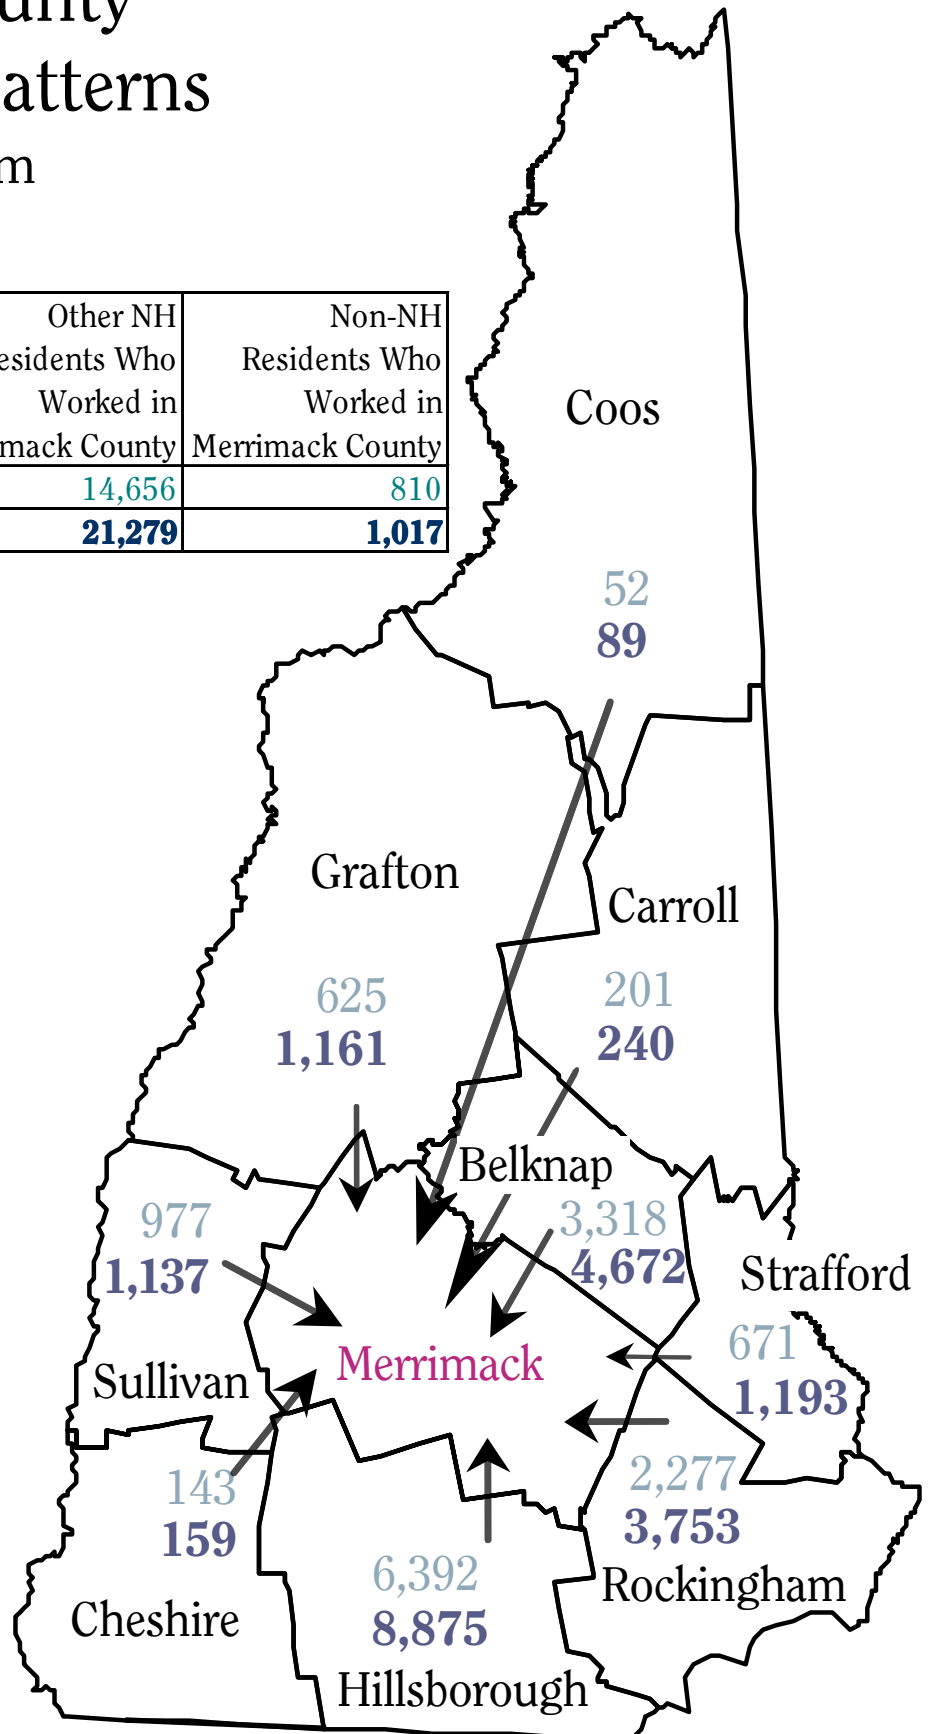 unty
atterns
m
Other NH
esidents Who
Worked in
mack County
14,656
21,279
Non-NH
Residents Who
Worked in
Merrimack County
810
1,017
Coos
52
89
Grafton
625
1,161
Carroll
201
240
Belknap
3,318
4,672
977
1,137
Sullivan
Strafford
671
1,193
Merrimack
143
159
Cheshire
2,277
3,753
Rockingham
6,392
8,875
Hillsborough